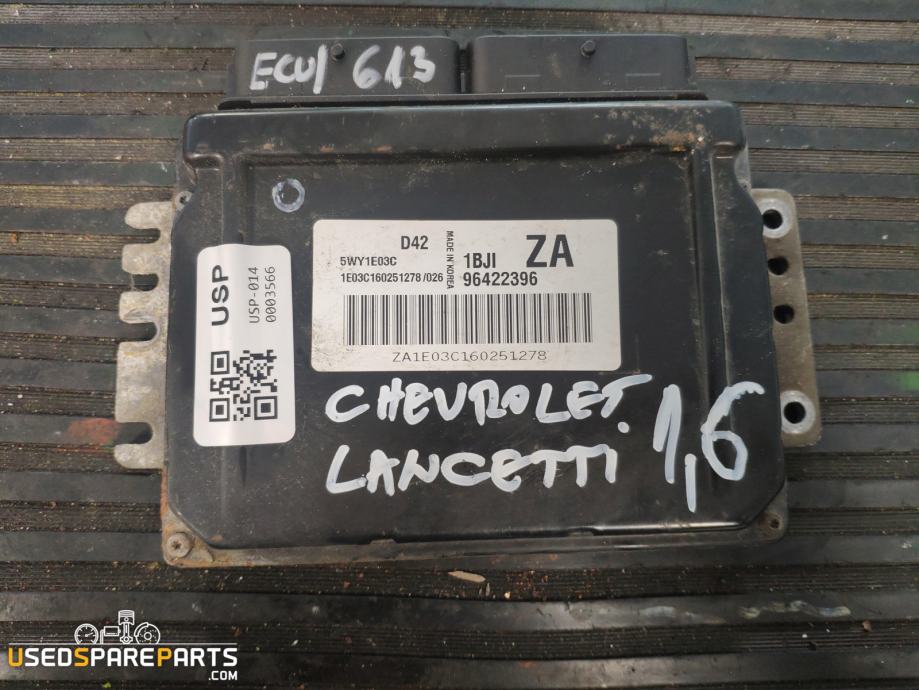 ECU/ 613
D42
5WY1E03C
1E03C160251278/026
MADE IN KOREA
1BJI ZA
96422396
ZA1E03C160251278
USP
USP-014
0003566
CHEVROLET
LANCETTI 1,6
USEDSPAREPARTS
.COM